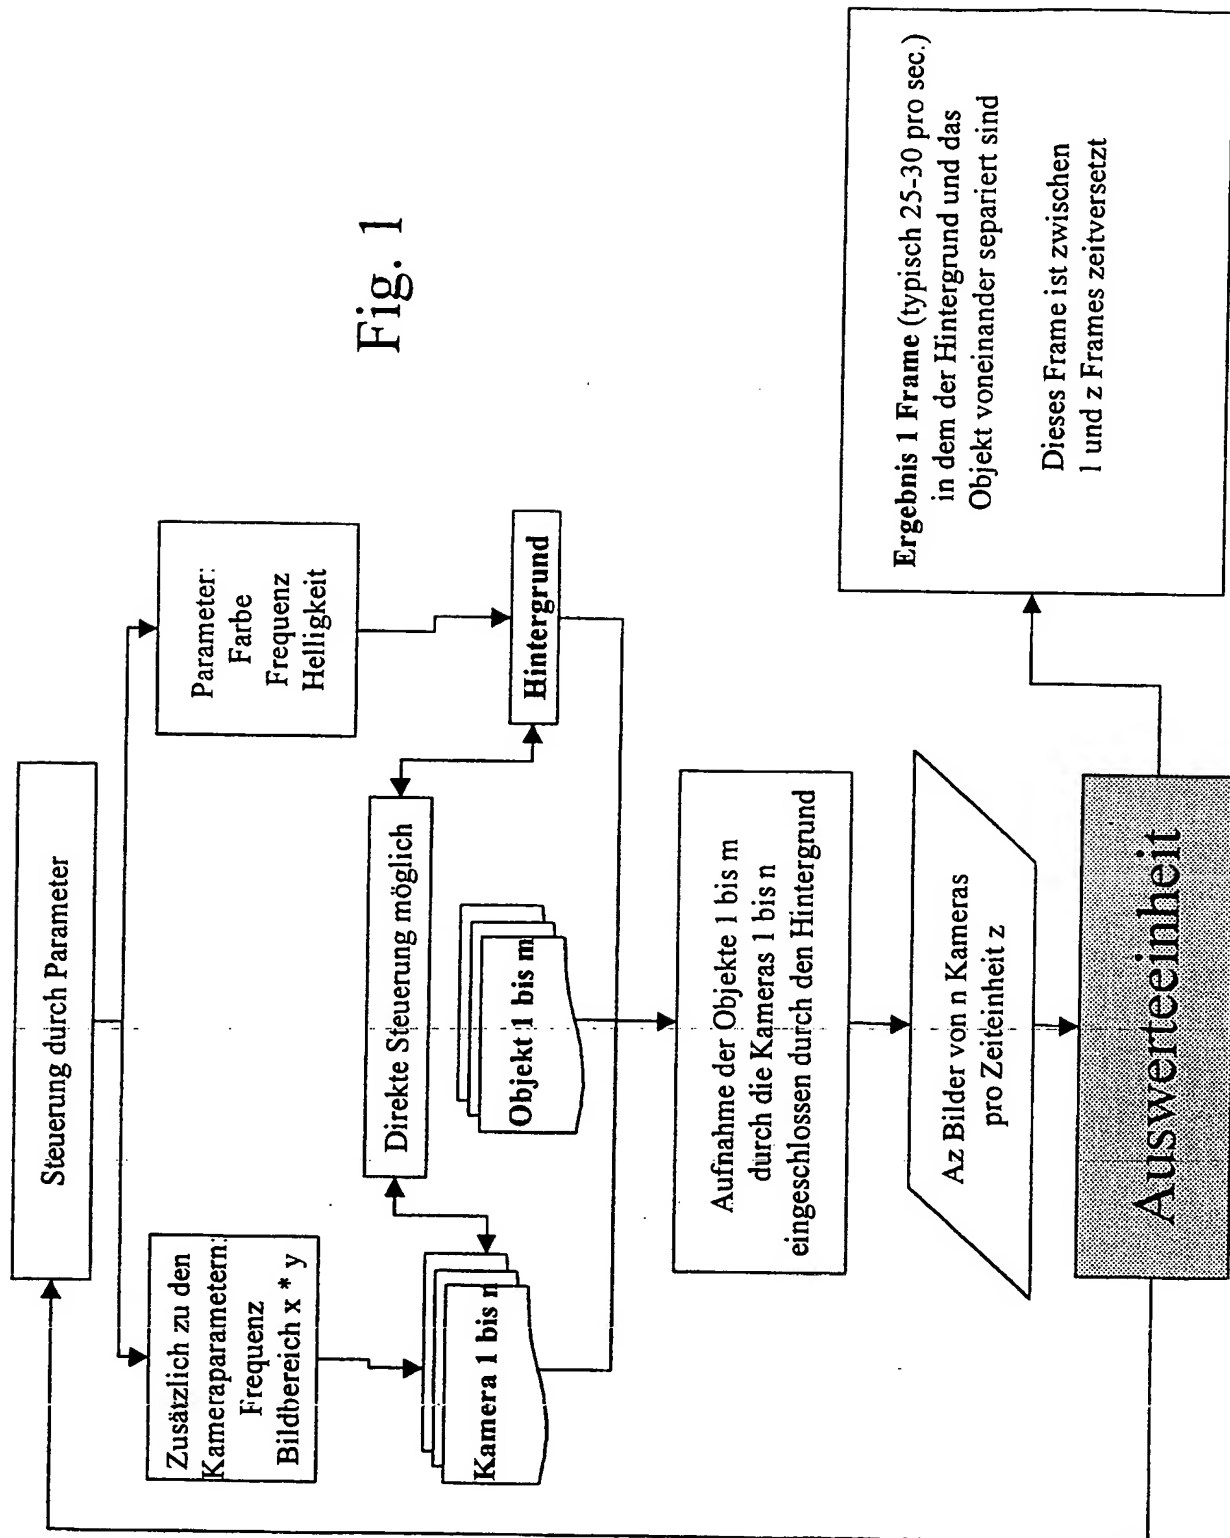 Fig. 1
Steuerung durch Parameter
Zusätzlich zu den
Kameraparametern:
Frequenz
Bildbereich x * y
Parameter:
Farbe
Frequenz
Helligkeit
Direkte Steuerung möglich
Kamera 1 bis n
Objekt 1 bis m
Hintergrund
Aufnahme der Objekte 1 bis m
durch die Kameras 1 bis n
eingeschlossen durch den Hintergrund
Az Bilder von n Kameras
pro Zeiteinheit z
Auswerteeinheit
Ergebnis 1 Frame (typisch 25-30 pro sec.)
in dem der Hintergrund und das
Objekt voneinander separiert sind
Dieses Frame ist zwischen
1 und z Frames zeitversetzt